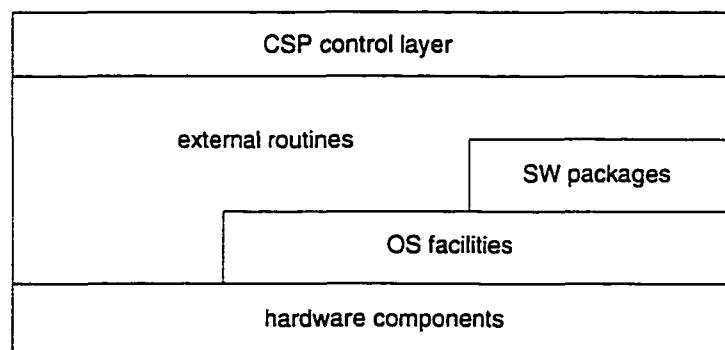 CSP control layer
external routines
SW packages
OS facilities
hardware components